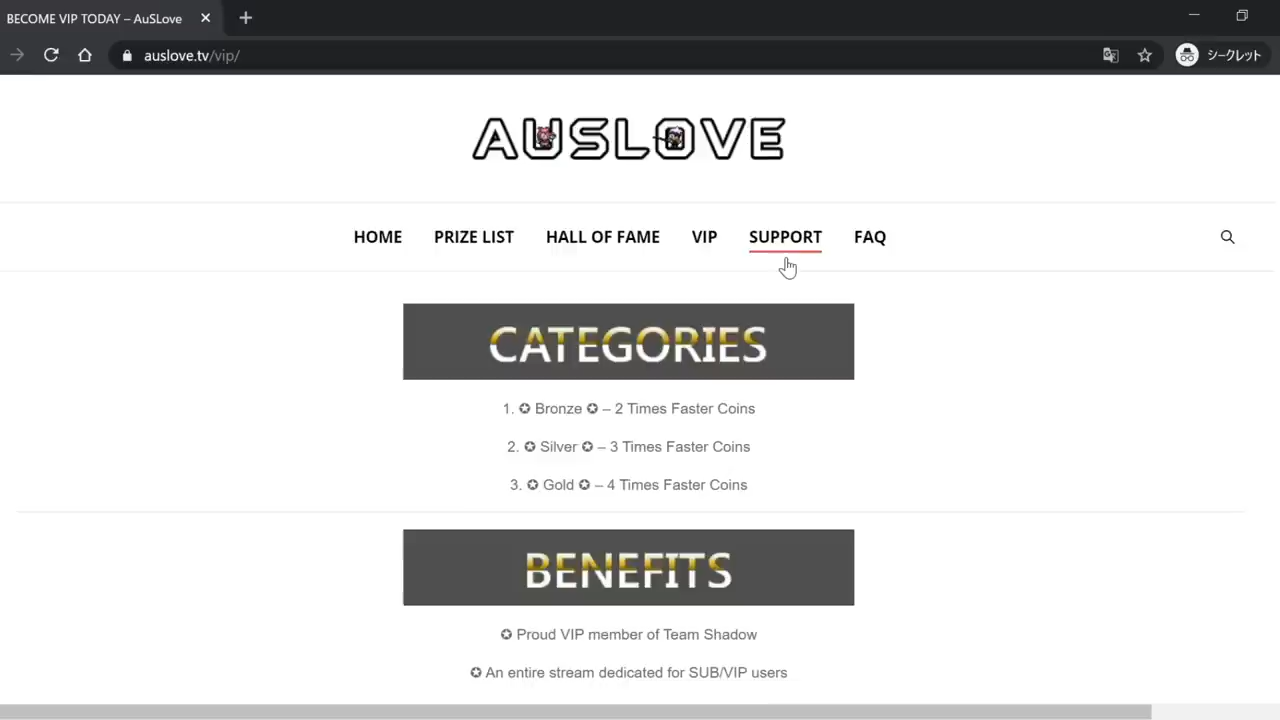 BECOME VIP TODAY – AuSLove
auslove.tv/vip/
シークレット
AUSLOVE
HOME PRIZE LIST HALL OF FAME VIP SUPPORT FAQ
CATEGORIES
1. ✪ Bronze ✪ – 2 Times Faster Coins
2. ✪ Silver ✪ – 3 Times Faster Coins
3. ✪ Gold ✪ – 4 Times Faster Coins
BENEFITS
✪ Proud VIP member of Team Shadow
✪ An entire stream dedicated for SUB/VIP users